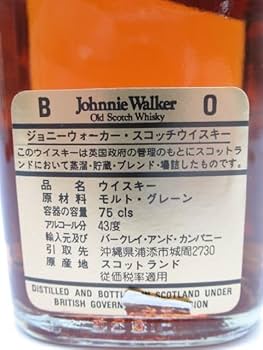 B Johnnie Walker O
Old Scotch Whisky
ジョニーウォーカー・スコッチウイスキー
このウイスキーは英国政府の管理のもとにスコットラ
ンドにおいて蒸溜・貯蔵・ブレンド・場詰したものです。
品名 ウイスキー
原材料 モルト・グレーン
容器の容量 75 cls
アルコール分 43度
輸入元及び バークレイ・アンド・カンパニー
引取先 沖縄県浦添市城間2730
原産地 スコットランド
従価税率適用
DISTILLED AND BOTTLED IN SCOTLAND UNDER
BRITISH GOVERN